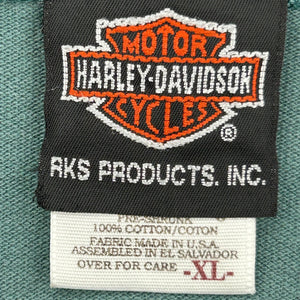 MOTOR
HARLEY-DAVIDSON
CYCLES
®
RKS PRODUCTS. INC.
PRE-SHRUNK
100% COTTON/COTON
FABRIC MADE IN U.S.A.
ASSEMBLED IN EL SALVADOR
OVER FOR CARE -XL-